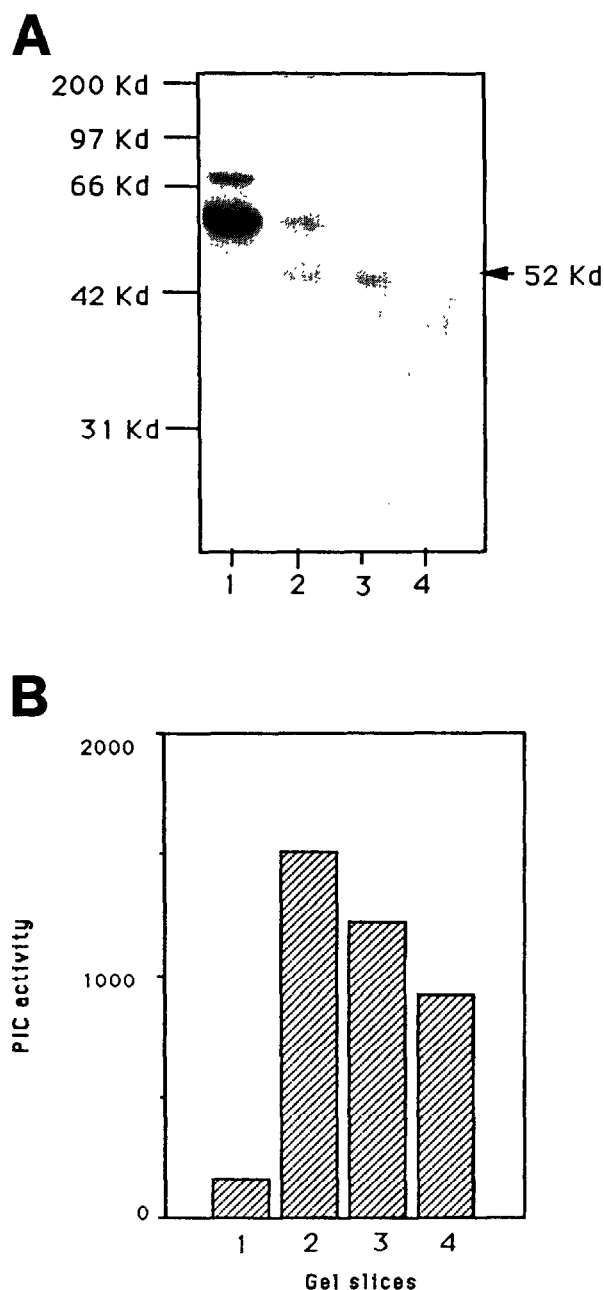 A
200 Kd
97 Kd
66 Kd
52 Kd
42 Kd
31 Kd
1 2 3 4
B
2000
1000
0
PIC activity
1 2 3 4
Gel slices